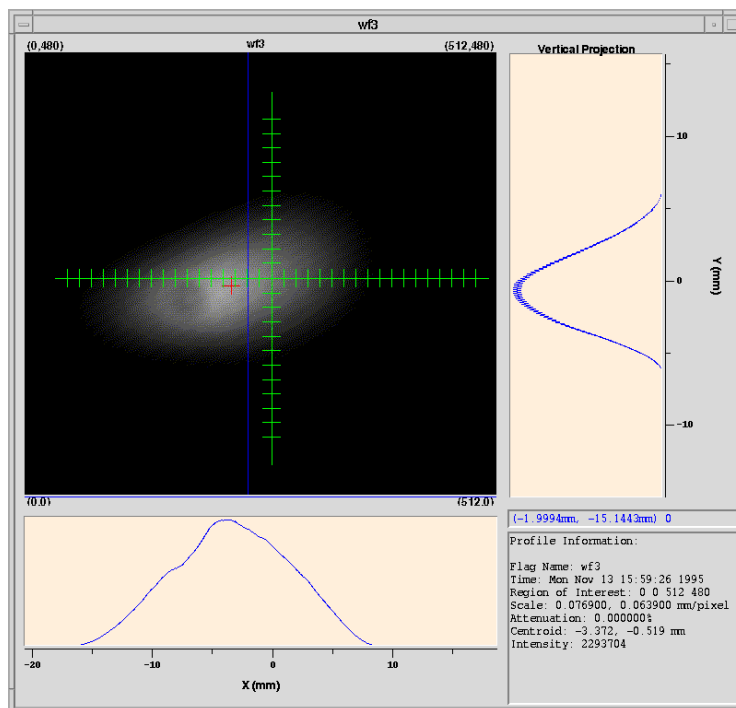 wf3
(0,480) wf3 (512,480)
Vertical Projection
10
0
-10
Y (mm)
(0.0) (512.0)
(-1.9994mm, -15.1443mm) 0
-20 -10 0 10
X (mm)
Profile Information:
Flag Name: wf3
Time: Mon Nov 13 15:59:26 1995
Region of Interest: 0 0 512 480
Scale: 0.076900, 0.063900 mm/pixel
Attenuation: 0.000000%
Centroid: -3.372, -0.519 mm
Intensity: 2293704